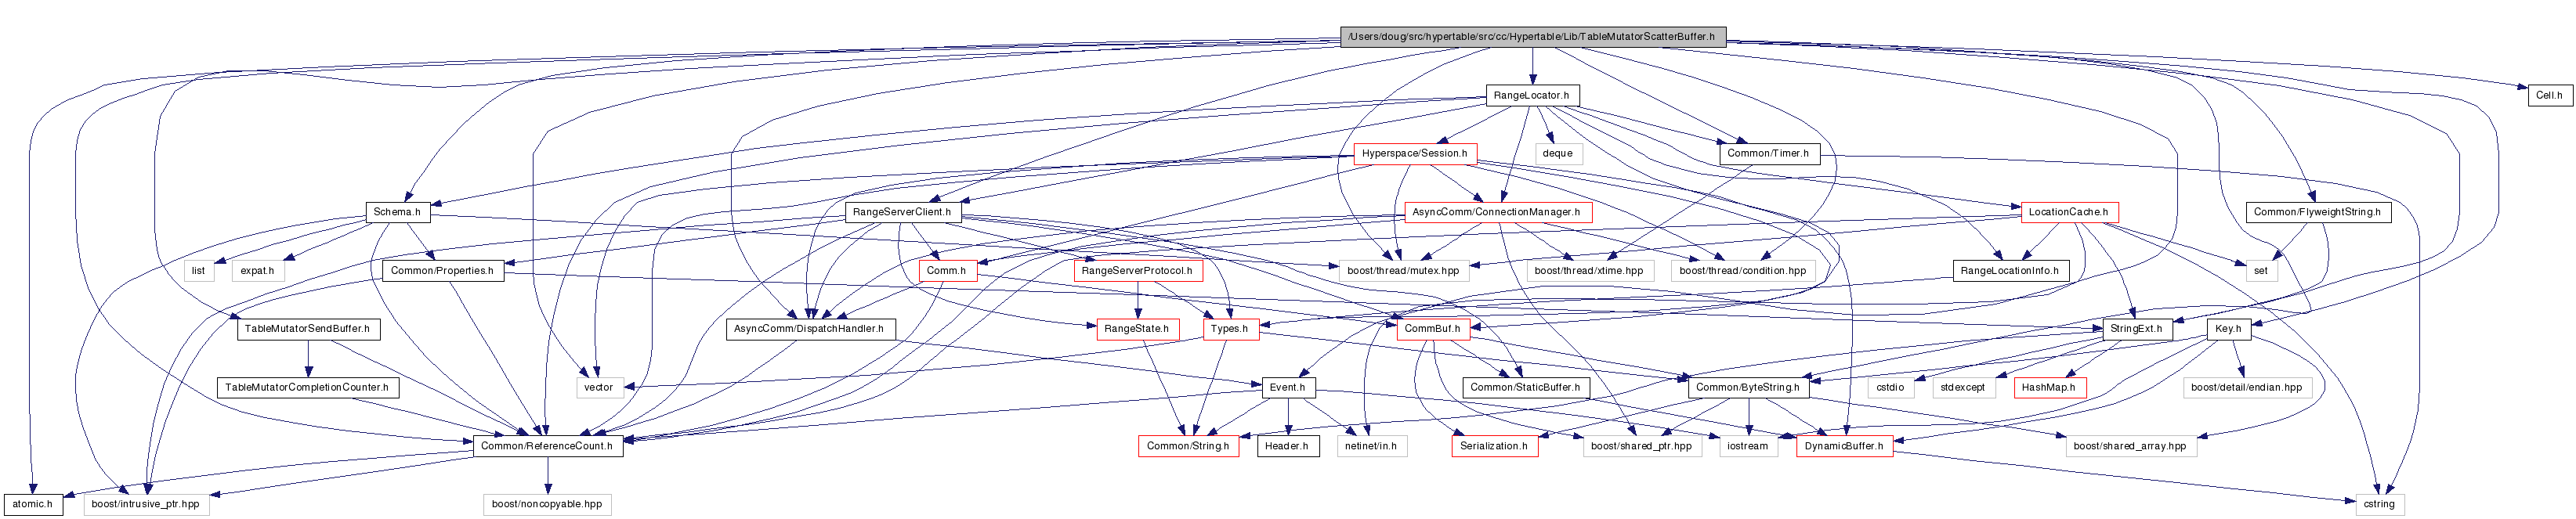 /Users/doug/src/hypertable/src/cc/Hypertable/Lib/TableMutatorScatterBuffer.h
RangeLocator.h
Cell.h
Hyperspace/Session.h
deque
Common/Timer.h
Schema.h
RangeServerClient.h
AsyncComm/ConnectionManager.h
LocationCache.h
Common/FlyweightString.h
list
expat.h
Common/Properties.h
Comm.h
RangeServerProtocol.h
boost/thread/mutex.hpp
boost/thread/xtime.hpp
boost/thread/condition.hpp
RangeLocationInfo.h
set
TableMutatorSendBuffer.h
AsyncComm/DispatchHandler.h
RangeState.h
Types.h
CommBuf.h
StringExt.h
Key.h
TableMutatorCompletionCounter.h
vector
Event.h
Common/StaticBuffer.h
Common/ByteString.h
cstdio
stdexcept
HashMap.h
boost/detail/endian.hpp
Common/ReferenceCount.h
Common/String.h
Header.h
netinet/in.h
Serialization.h
boost/shared_ptr.hpp
iostream
DynamicBuffer.h
boost/shared_array.hpp
atomic.h
boost/intrusive_ptr.hpp
boost/noncopyable.hpp
cstring